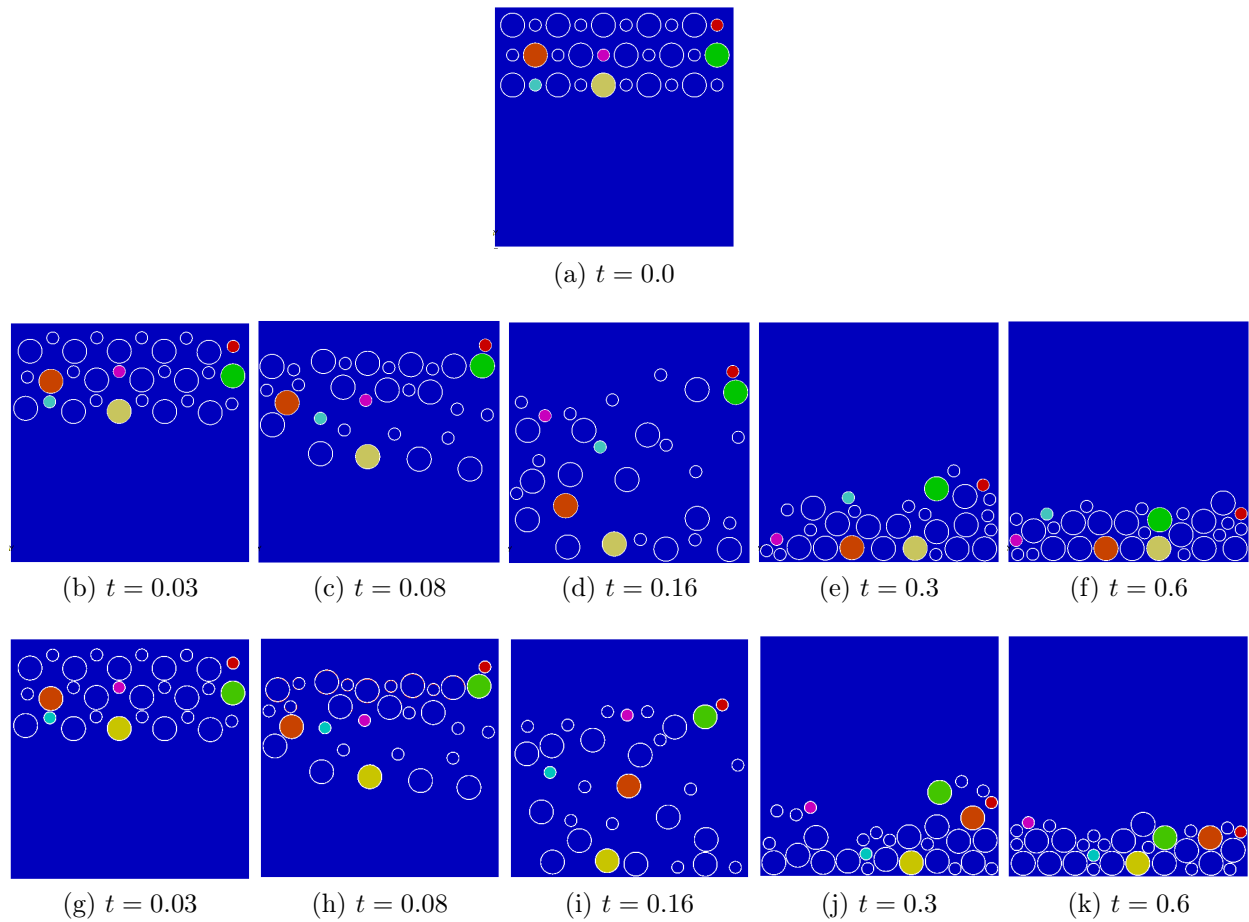 (a) t = 0.0
(b) t = 0.03 (c) t = 0.08 (d) t = 0.16 (e) t = 0.3 (f) t = 0.6
(g) t = 0.03 (h) t = 0.08 (i) t = 0.16 (j) t = 0.3 (k) t = 0.6